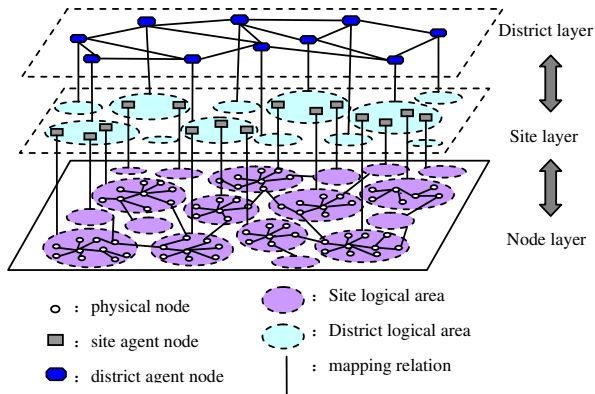 District layer
Site layer
Node layer
: physical node
: site agent node
: district agent node
: Site logical area
: District logical area
: mapping relation